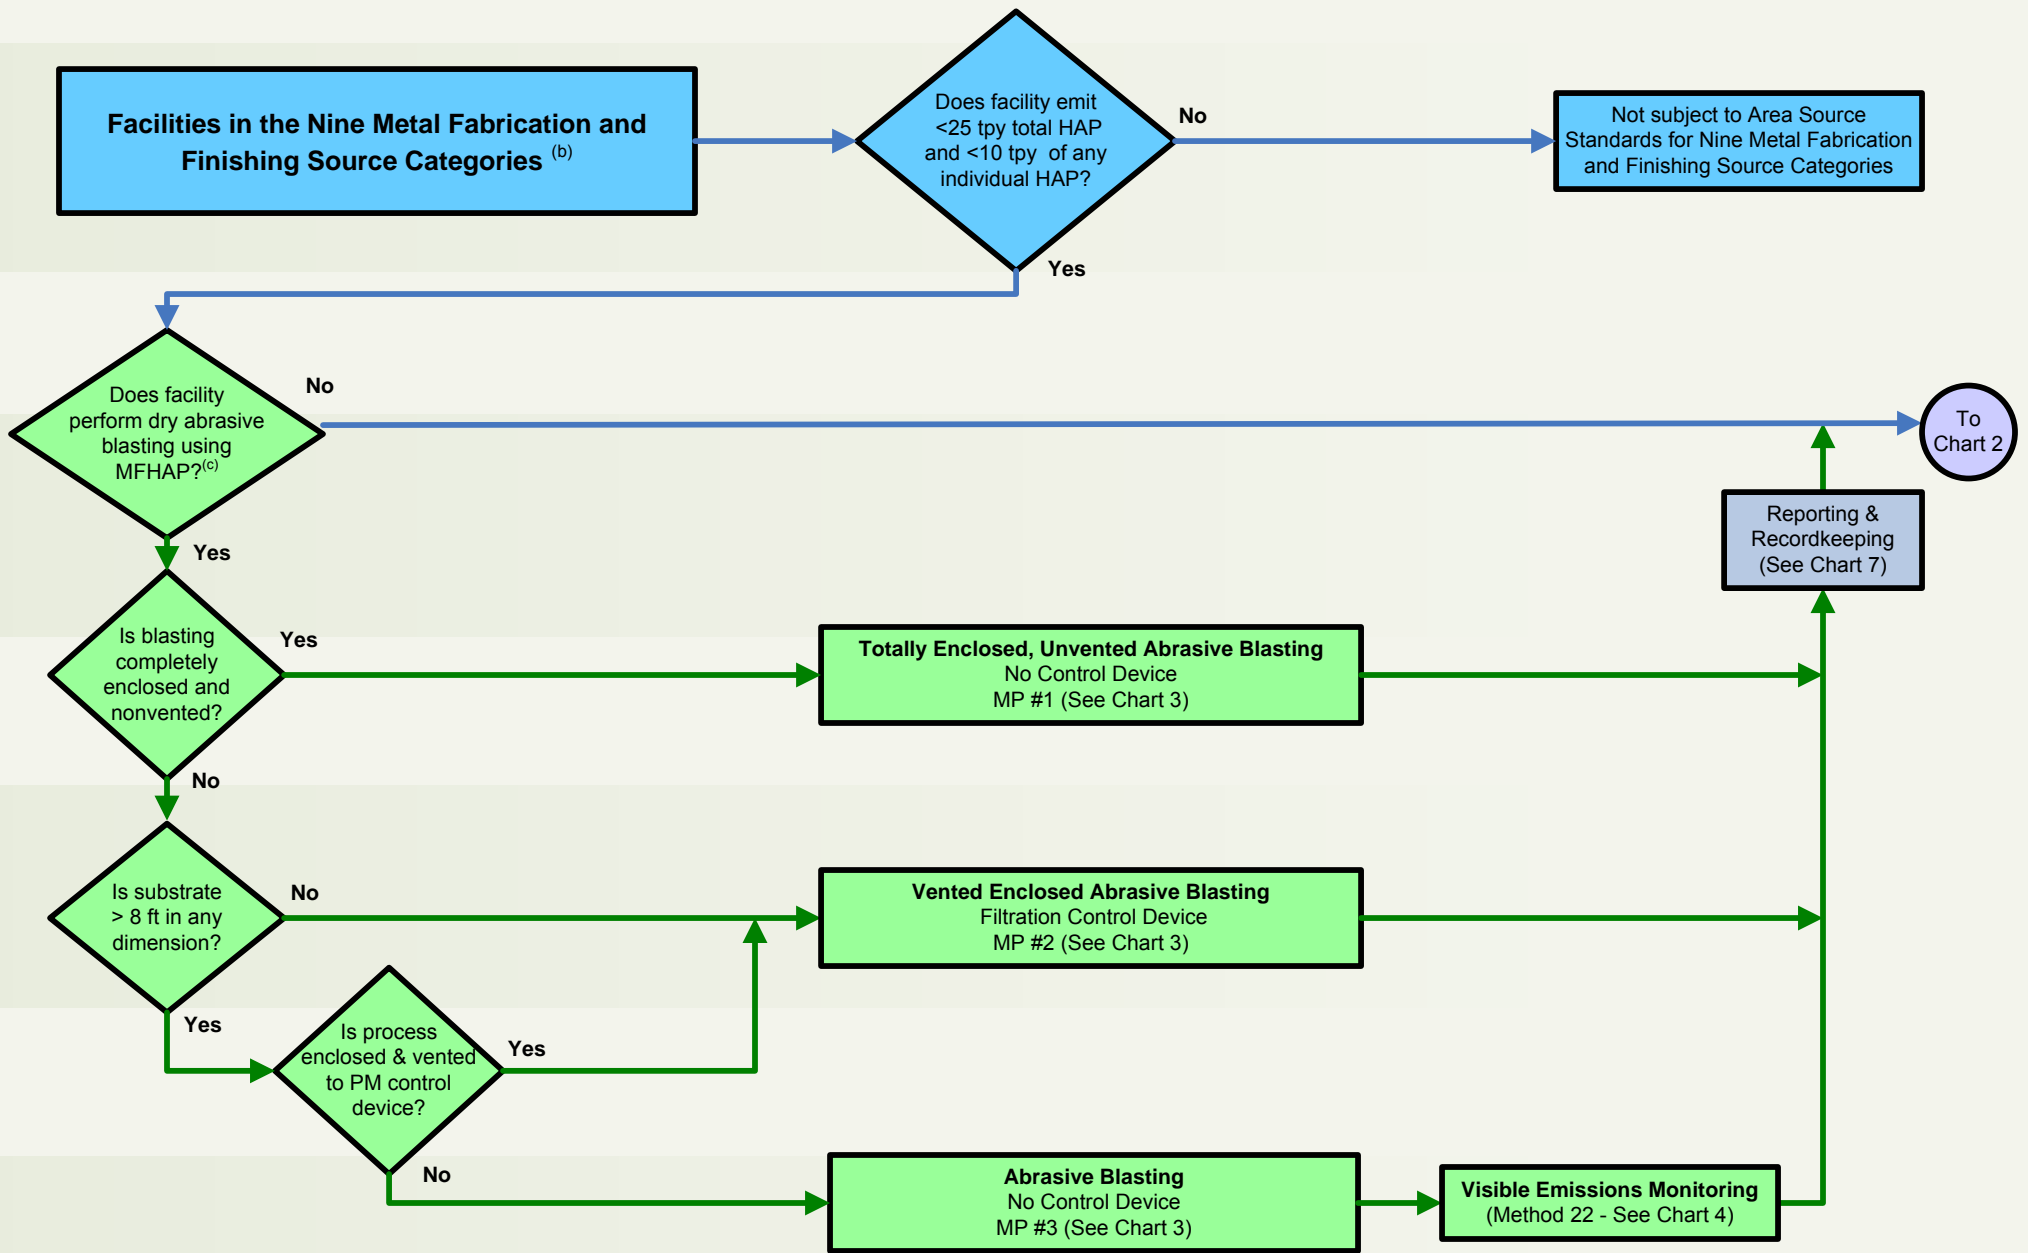 Facilities in the Nine Metal Fabrication and
Finishing Source Categories (b)
Does facility emit
<25 tpy total HAP
and <10 tpy of any
individual HAP?
No
Not subject to Area Source
Standards for Nine Metal Fabrication
and Finishing Source Categories
Yes
Does facility
perform dry abrasive
blasting using
MFHAP?(c)
No
To
Chart 2
Reporting &
Recordkeeping
(See Chart 7)
Yes
Is blasting
completely
enclosed and
nonvented?
Yes
Totally Enclosed, Unvented Abrasive Blasting
No Control Device
MP #1 (See Chart 3)
No
Is substrate
> 8 ft in any
dimension?
No
Vented Enclosed Abrasive Blasting
Filtration Control Device
MP #2 (See Chart 3)
Yes
Is process
enclosed & vented
to PM control
device?
Yes
No
Abrasive Blasting
No Control Device
MP #3 (See Chart 3)
Visible Emissions Monitoring
(Method 22 - See Chart 4)